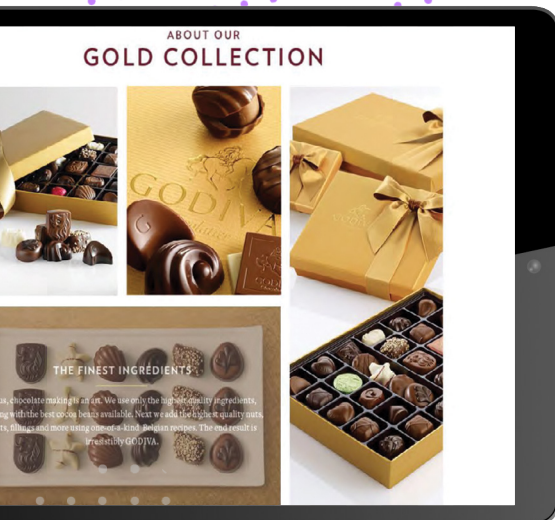 ABOUT OUR
GOLD COLLECTION
GODIVA
THE FINEST INGREDIENTS
us, chocolate making is an art. We use only the highest quality ingredients,
ng with the best cocoa beans available. Next we add the highest quality nuts,
ts, fillings and more using one-of-a-kind Belgian recipes. The end result is
irresistibly GODIVA.